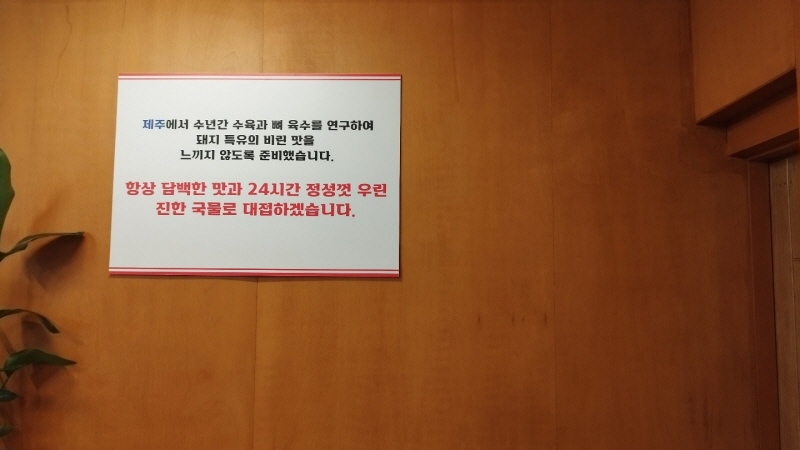 제주에서 수년간 수육과 뼈 육수를 연구하여
돼지 특유의 비린 맛을
느끼지 않도록 준비했습니다.
항상 담백한 맛과 24시간 정성껏 우린
진한 국물로 대접하겠습니다.